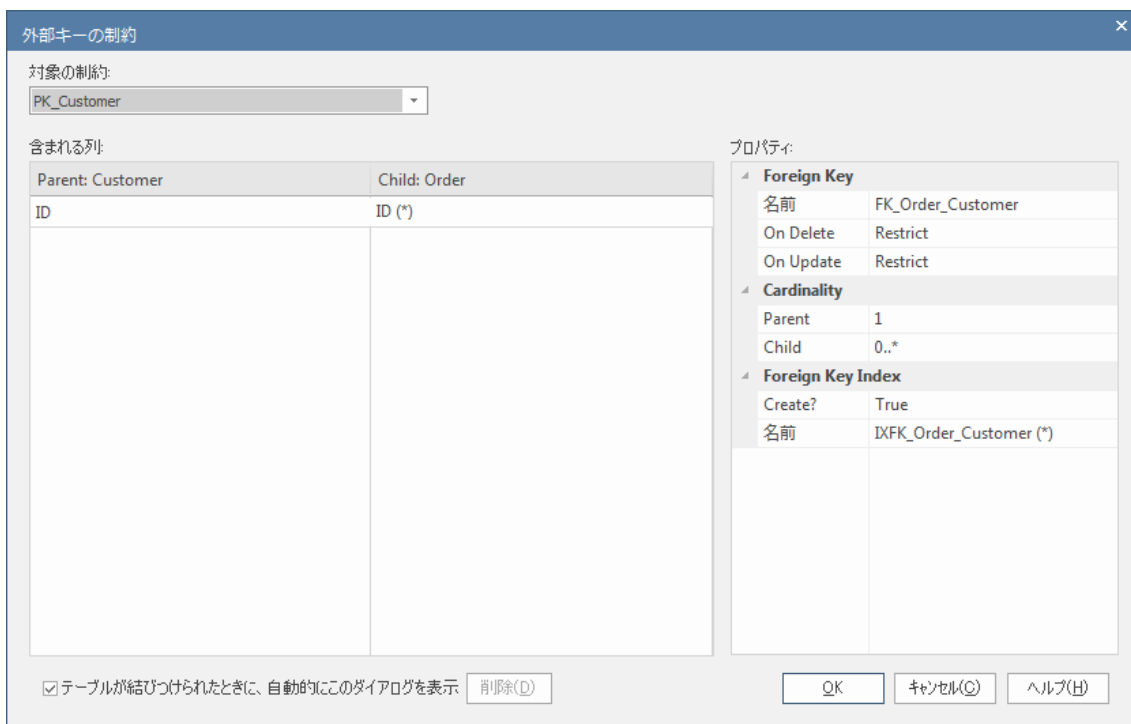 外部キーの制約
対象の制約:
PK_Customer
含まれる列:
Parent: Customer Child: Order
ID ID (*)
プロパティ:
Foreign Key
名前 FK_Order_Customer
On Delete Restrict
On Update Restrict
Cardinality
Parent 1
Child 0..*
Foreign Key Index
Create? True
名前 IXFK_Order_Customer (*)
テーブルが結びつけられたときに、自動的にこのダイアログを表示 削除(D)
OK キャンセル(C) ヘルプ(H)